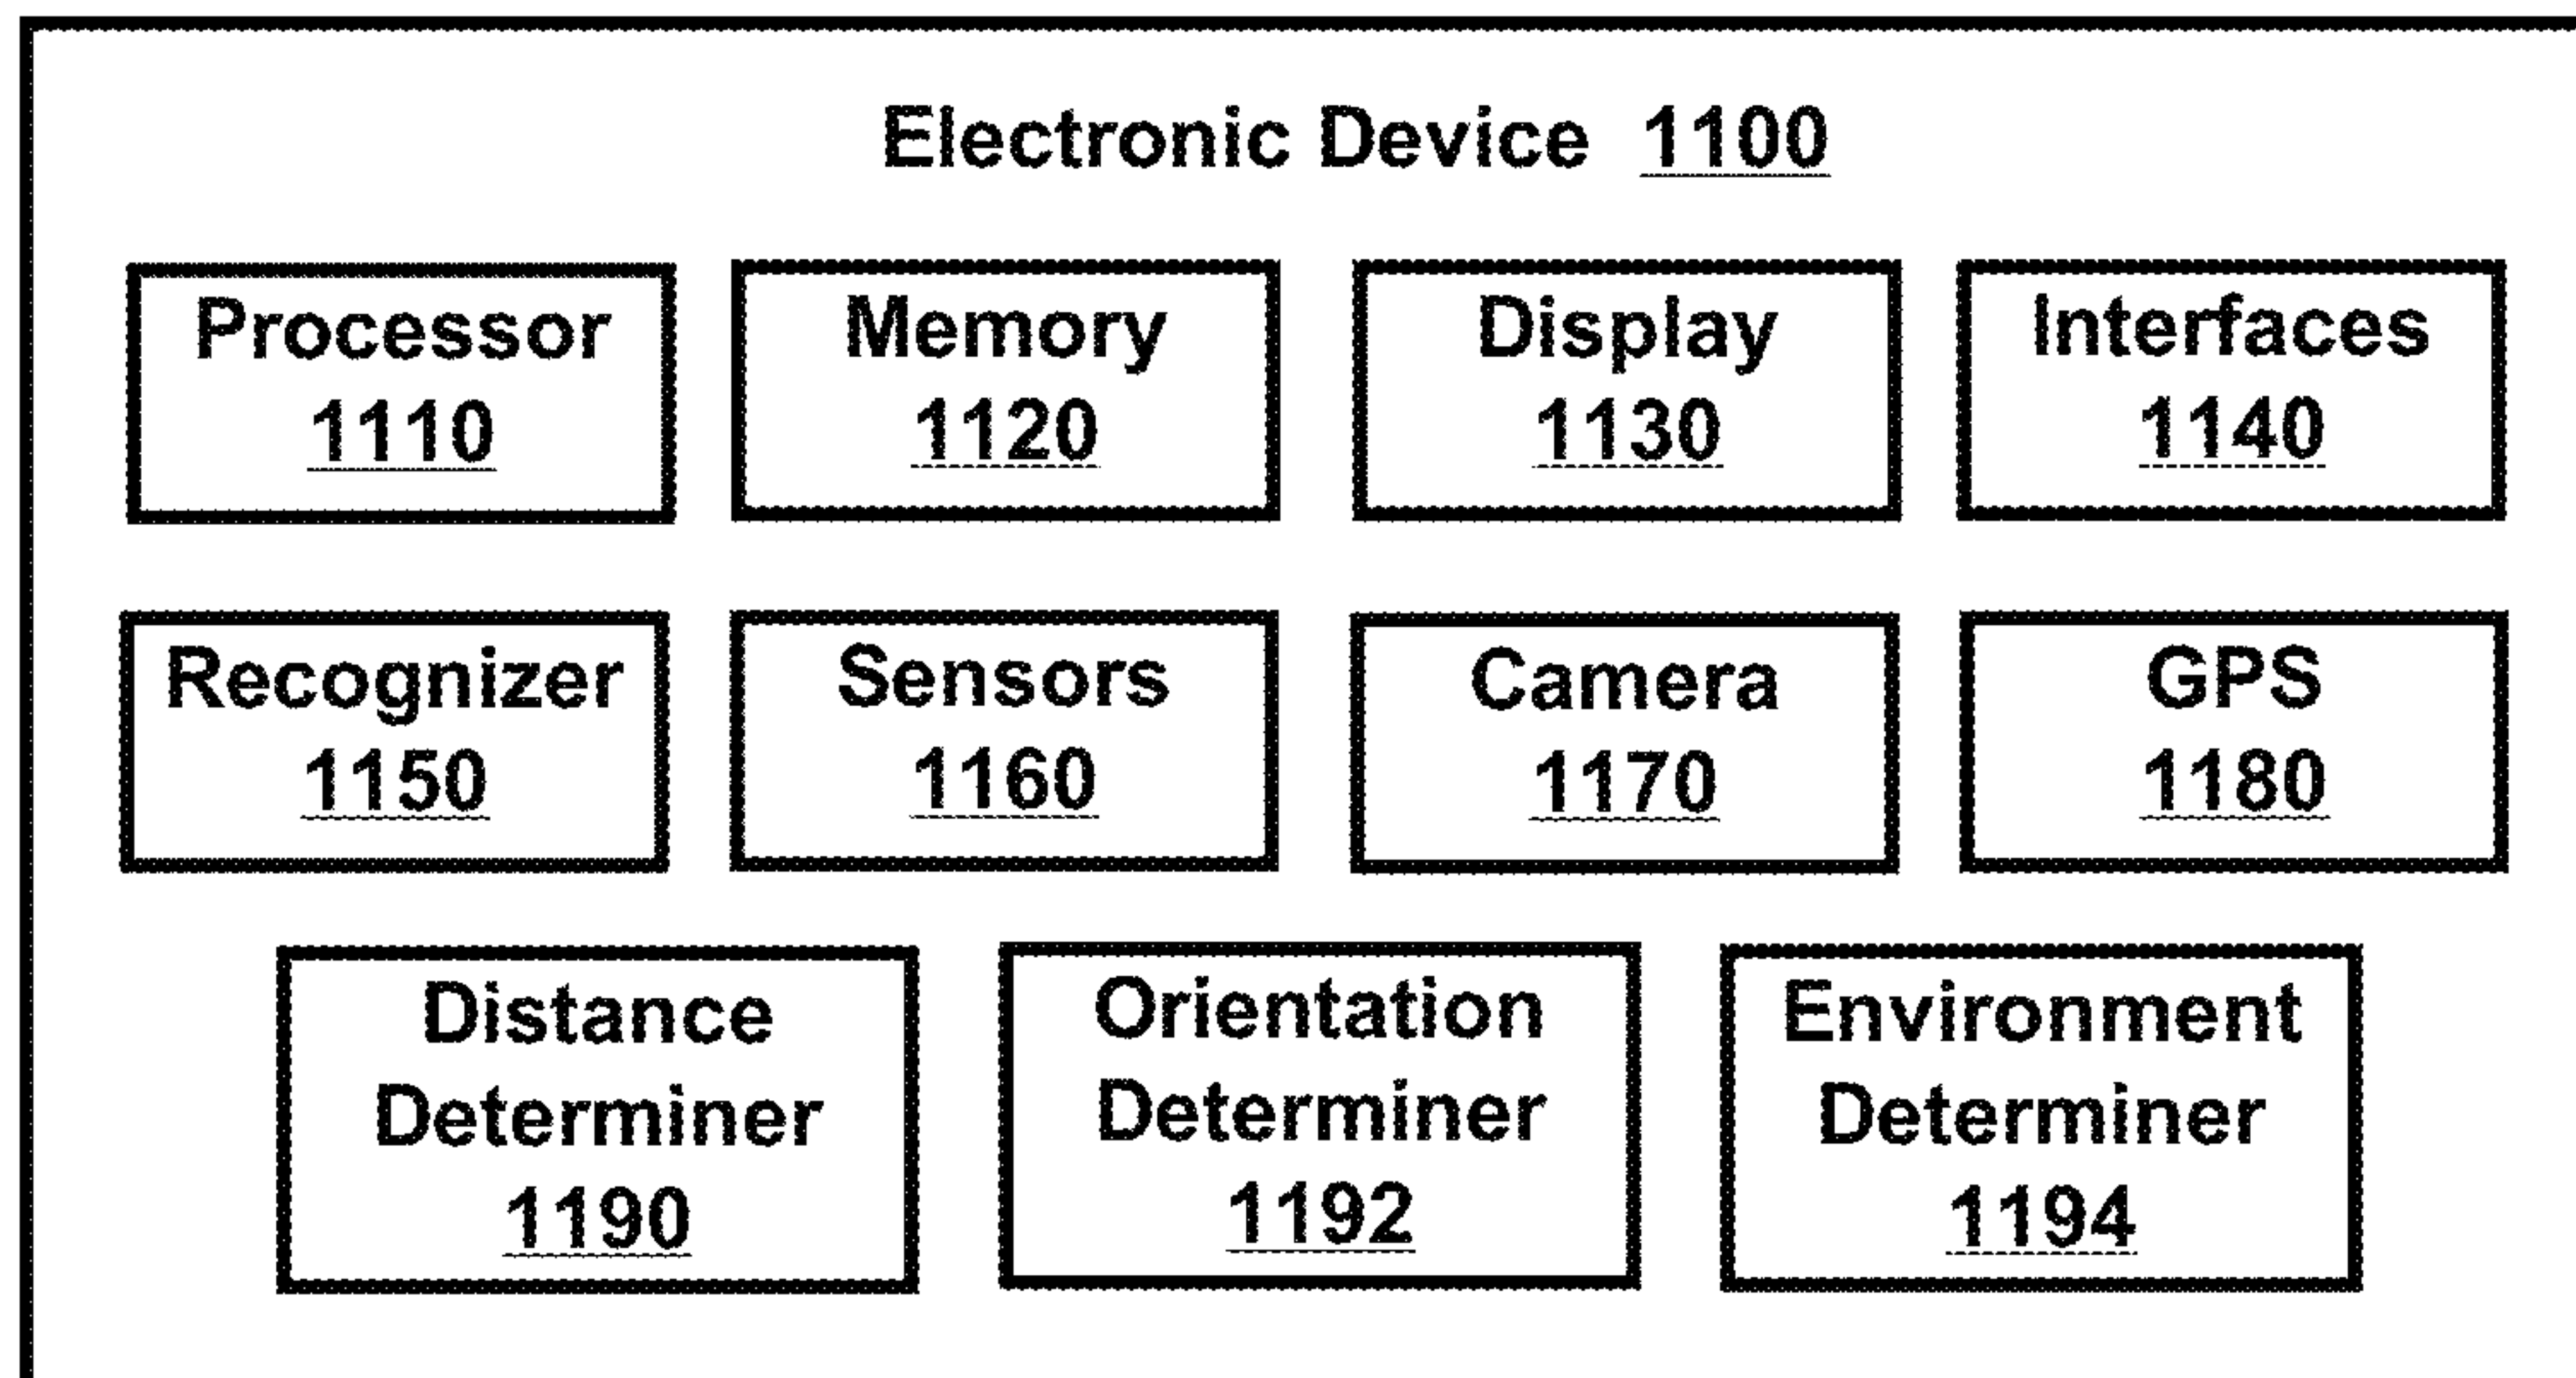 Electronic Device 1100
Processor
1110
Memory
1120
Display
1130
Interfaces
1140
Recognizer
1150
Sensors
1160
Camera
1170
GPS
1180
Distance
Determiner
1190
Orientation
Determiner
1192
Environment
Determiner
1194